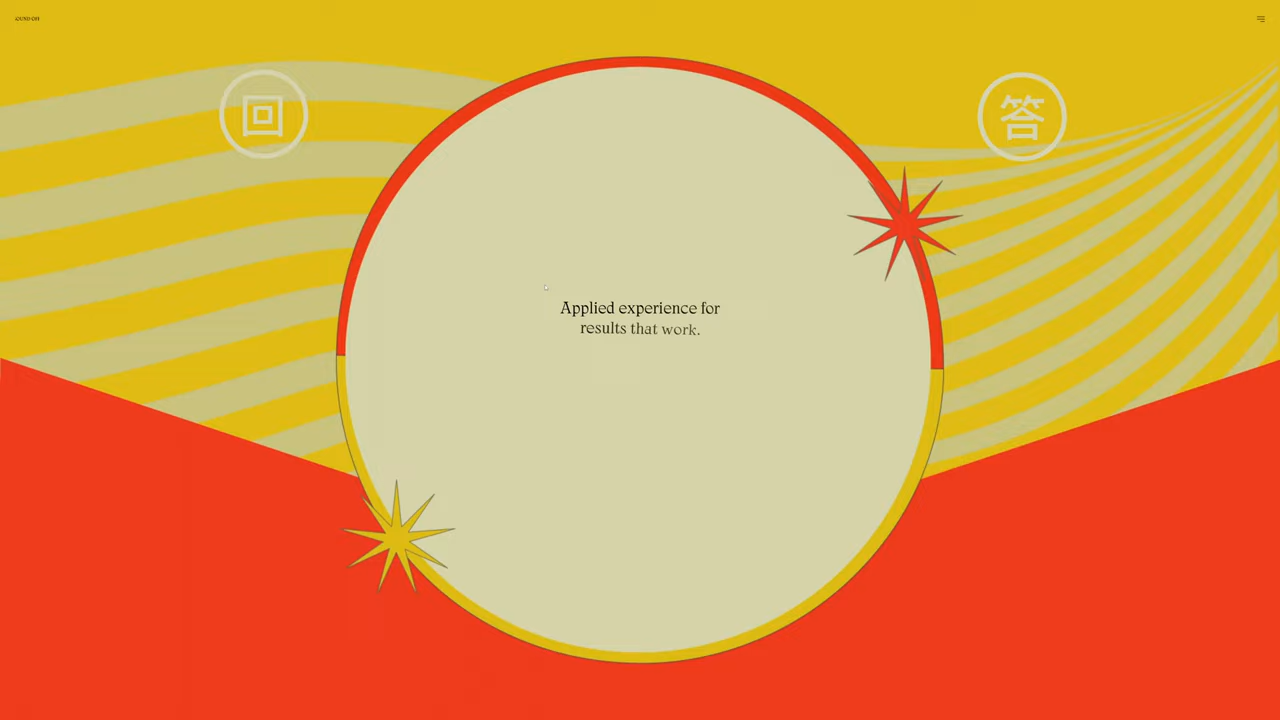 回
答
Applied experience for
results that work.